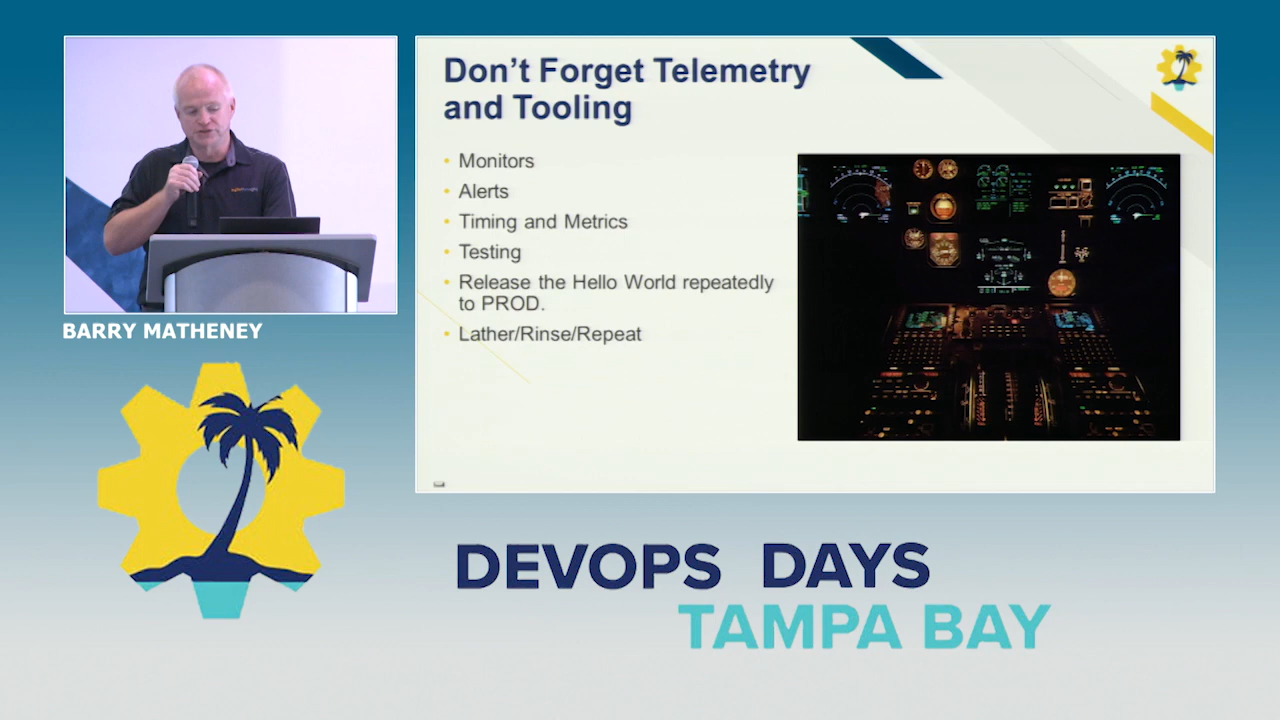 Don't Forget Telemetry
and Tooling
• Monitors
• Alerts
• Timing and Metrics
• Testing
• Release the Hello World repeatedly
to PROD.
• Lather/Rinse/Repeat
BARRY MATHENEY
DEVOPS DAYS
TAMPA BAY